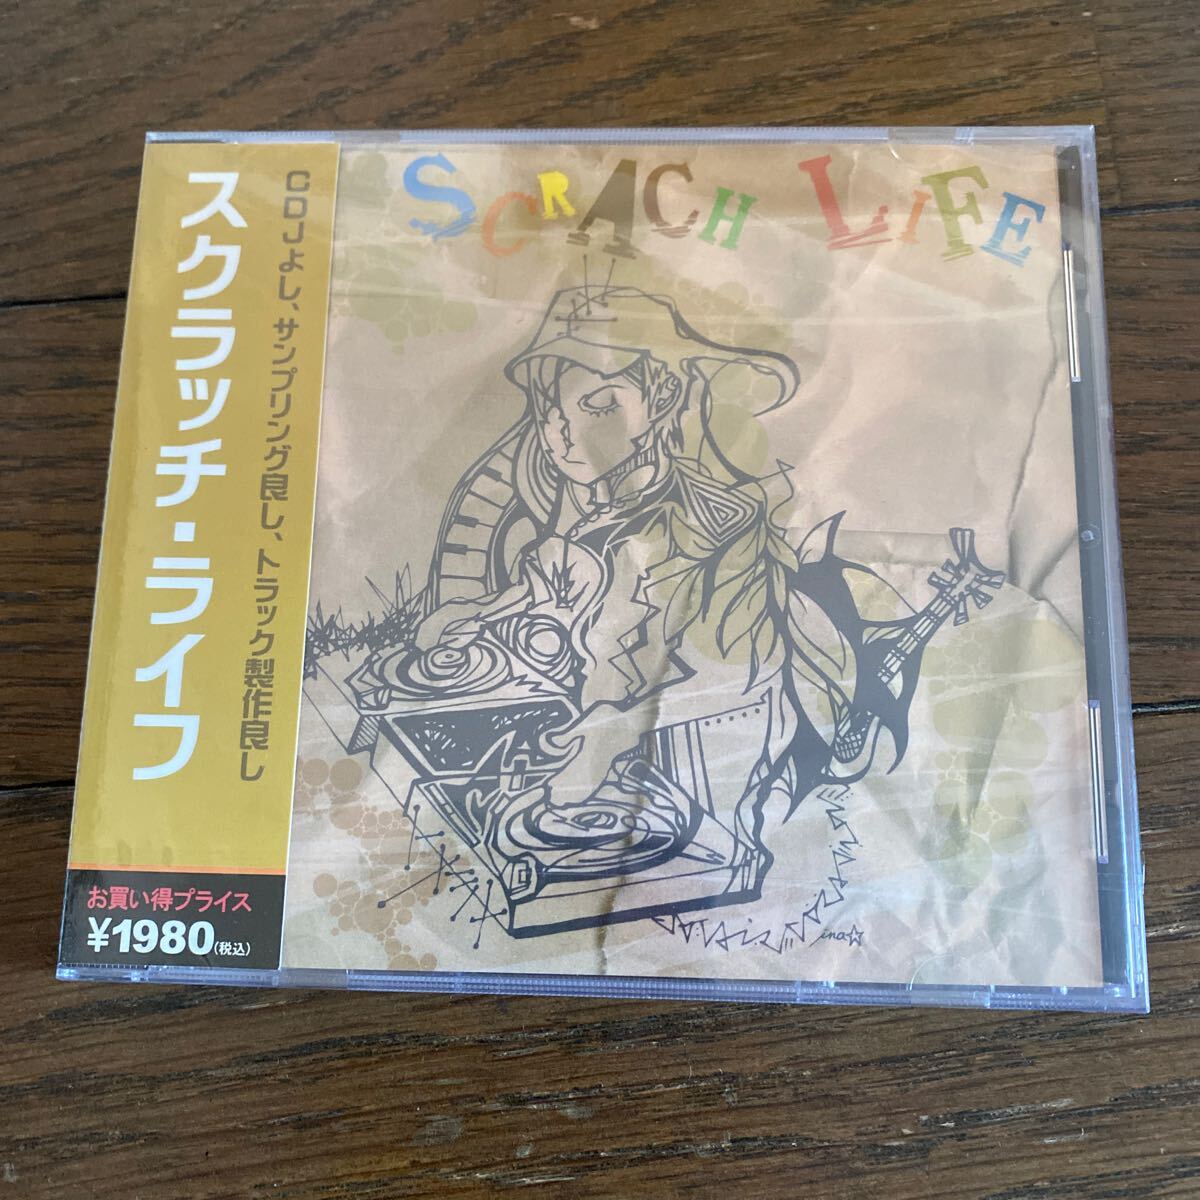 スクラッチ・ライフ
CDJよし、サンプリング良し、トラック製作良し
お買い得プライス
¥1980(税込)
SCRACH LIFE
ina☆